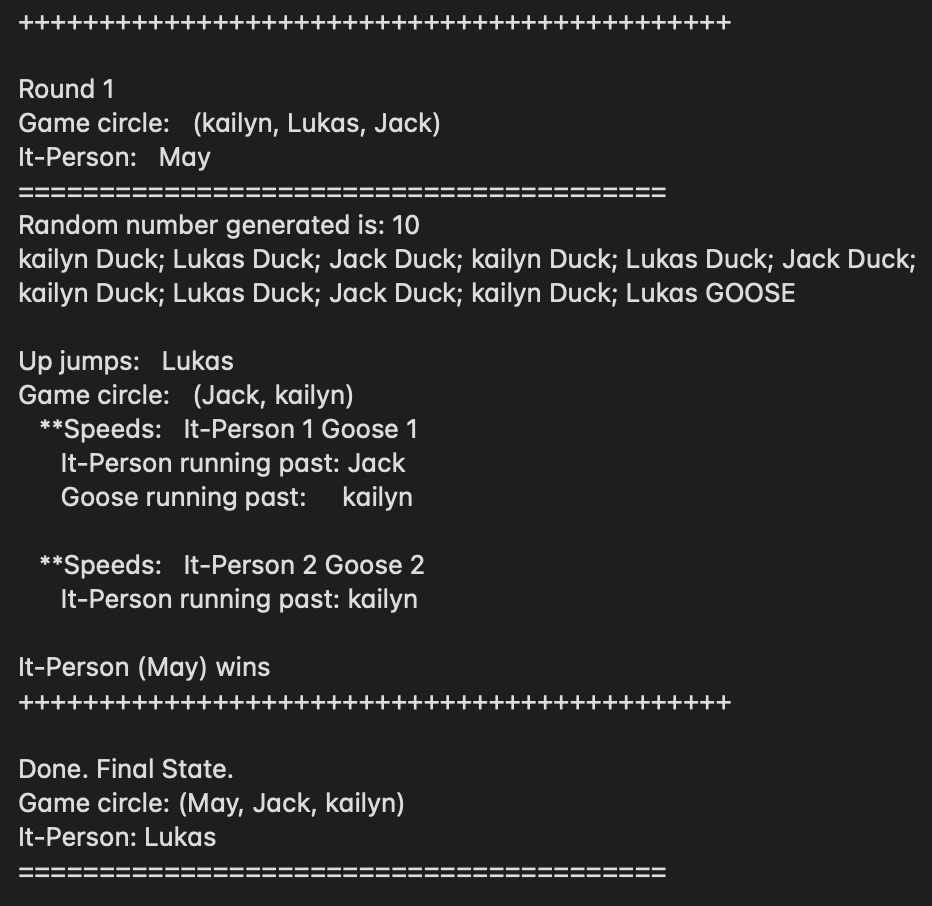 ++++++++++++++++++++++++++++++++++++++++++++
Round 1
Game circle:   (kailyn, Lukas, Jack)
It-Person:   May
========================================
Random number generated is: 10
kailyn Duck; Lukas Duck; Jack Duck; kailyn Duck; Lukas Duck; Jack Duck;
kailyn Duck; Lukas Duck; Jack Duck; kailyn Duck; Lukas GOOSE
Up jumps:   Lukas
Game circle:   (Jack, kailyn)
   **Speeds:   It-Person 1 Goose 1
      It-Person running past: Jack
      Goose running past:     kailyn
   **Speeds:   It-Person 2 Goose 2
      It-Person running past: kailyn
It-Person (May) wins
++++++++++++++++++++++++++++++++++++++++++++
Done. Final State.
Game circle: (May, Jack, kailyn)
It-Person: Lukas
========================================